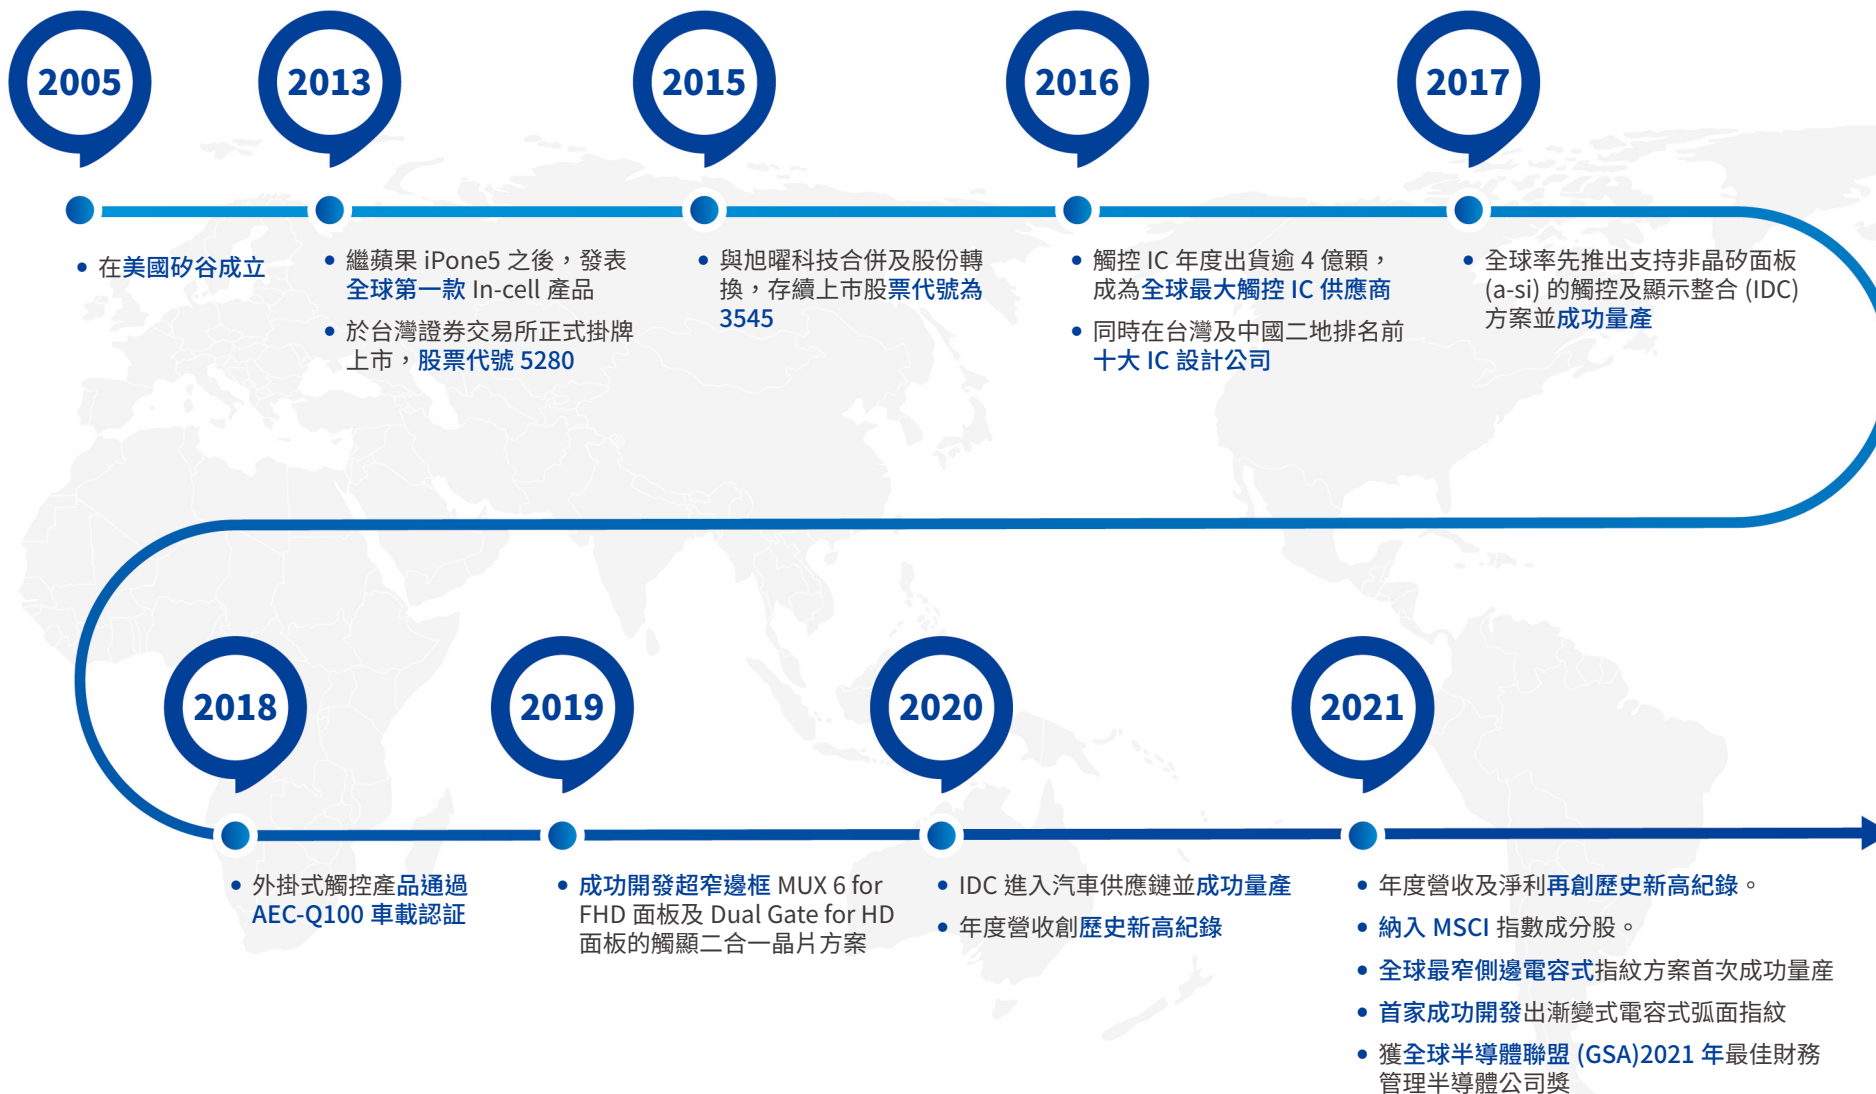 2005
2013
2015
2016
2017
在美國矽谷成立
繼蘋果 iPone5 之後，發表
全球第一款 In-cell 產品
於台灣證券交易所正式掛牌
上市，股票代號 5280
與旭曜科技合併及股份轉
換，存續上市股票代號為
3545
觸控 IC 年度出貨逾 4 億顆，
成為全球最大觸控 IC 供應商
同時在台灣及中國二地排名前
十大 IC 設計公司
全球率先推出支持非晶矽面板
(a-si) 的觸控及顯示整合 (IDC)
方案並成功量產
2018
2019
2020
2021
外掛式觸控產品通過
AEC-Q100 車載認証
成功開發超窄邊框 MUX 6 for
FHD 面板及 Dual Gate for HD
面板的觸顯二合一晶片方案
IDC 進入汽車供應鏈並成功量產
年度營收創歷史新高紀錄
年度營收及淨利再創歷史新高紀錄。
納入 MSCI 指數成分股。
全球最窄側邊電容式指紋方案首次成功量産
首家成功開發出漸變式電容式弧面指紋
獲全球半導體聯盟 (GSA)2021 年最佳財務
管理半導體公司獎